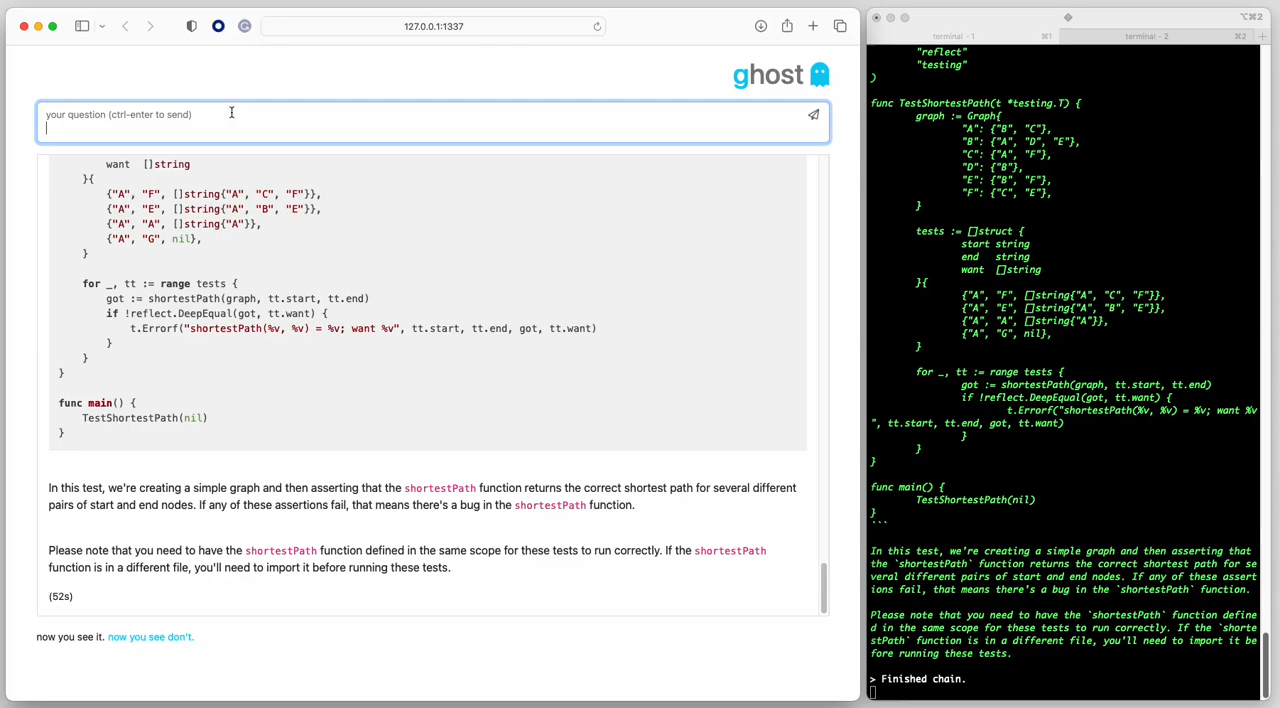 127.0.0.1:1337
ghost
your question (ctrl-enter to send)
want  []string
}{
{"A", "F", []string{"A", "C", "F"}},
{"A", "E", []string{"A", "B", "E"}},
{"A", "A", []string{"A"}},
{"A", "G", nil},
}
for _, tt := range tests {
got := shortestPath(graph, tt.start, tt.end)
if !reflect.DeepEqual(got, tt.want) {
t.Errorf("shortestPath(%v, %v) = %v; want %v", tt.start, tt.end, got, tt.want)
}
}
}
func main() {
TestShortestPath(nil)
}
In this test, we're creating a simple graph and then asserting that the shortestPath function returns the correct shortest path for several different
pairs of start and end nodes. If any of these assertions fail, that means there's a bug in the shortestPath function.
Please note that you need to have the shortestPath function defined in the same scope for these tests to run correctly. If the shortestPath
function is in a different file, you'll need to import it before running these tests.
(52s)
now you see it. now you see don't.
⌥⌘2
terminal - 1 ⌘1 terminal - 2 ⌘2
"reflect"
"testing"
)
func TestShortestPath(t *testing.T) {
graph := Graph{
"A": {"B", "C"},
"B": {"A", "D", "E"},
"C": {"A", "F"},
"D": {"B"},
"E": {"B", "F"},
"F": {"C", "E"},
}
tests := []struct {
start string
end   string
want  []string
}{
{"A", "F", []string{"A", "C", "F"}},
{"A", "E", []string{"A", "B", "E"}},
{"A", "A", []string{"A"}},
{"A", "G", nil},
}
for _, tt := range tests {
got := shortestPath(graph, tt.start, tt.end)
if !reflect.DeepEqual(got, tt.want) {
t.Errorf("shortestPath(%v, %v) = %v; want %v
", tt.start, tt.end, got, tt.want)
}
}
}
func main() {
TestShortestPath(nil)
}
```
In this test, we're creating a simple graph and then asserting that
the `shortestPath` function returns the correct shortest path for se
veral different pairs of start and end nodes. If any of these assert
ions fail, that means there's a bug in the `shortestPath` function.
Please note that you need to have the `shortestPath` function define
d in the same scope for these tests to run correctly. If the `shorte
stPath` function is in a different file, you'll need to import it be
fore running these tests.
> Finished chain.